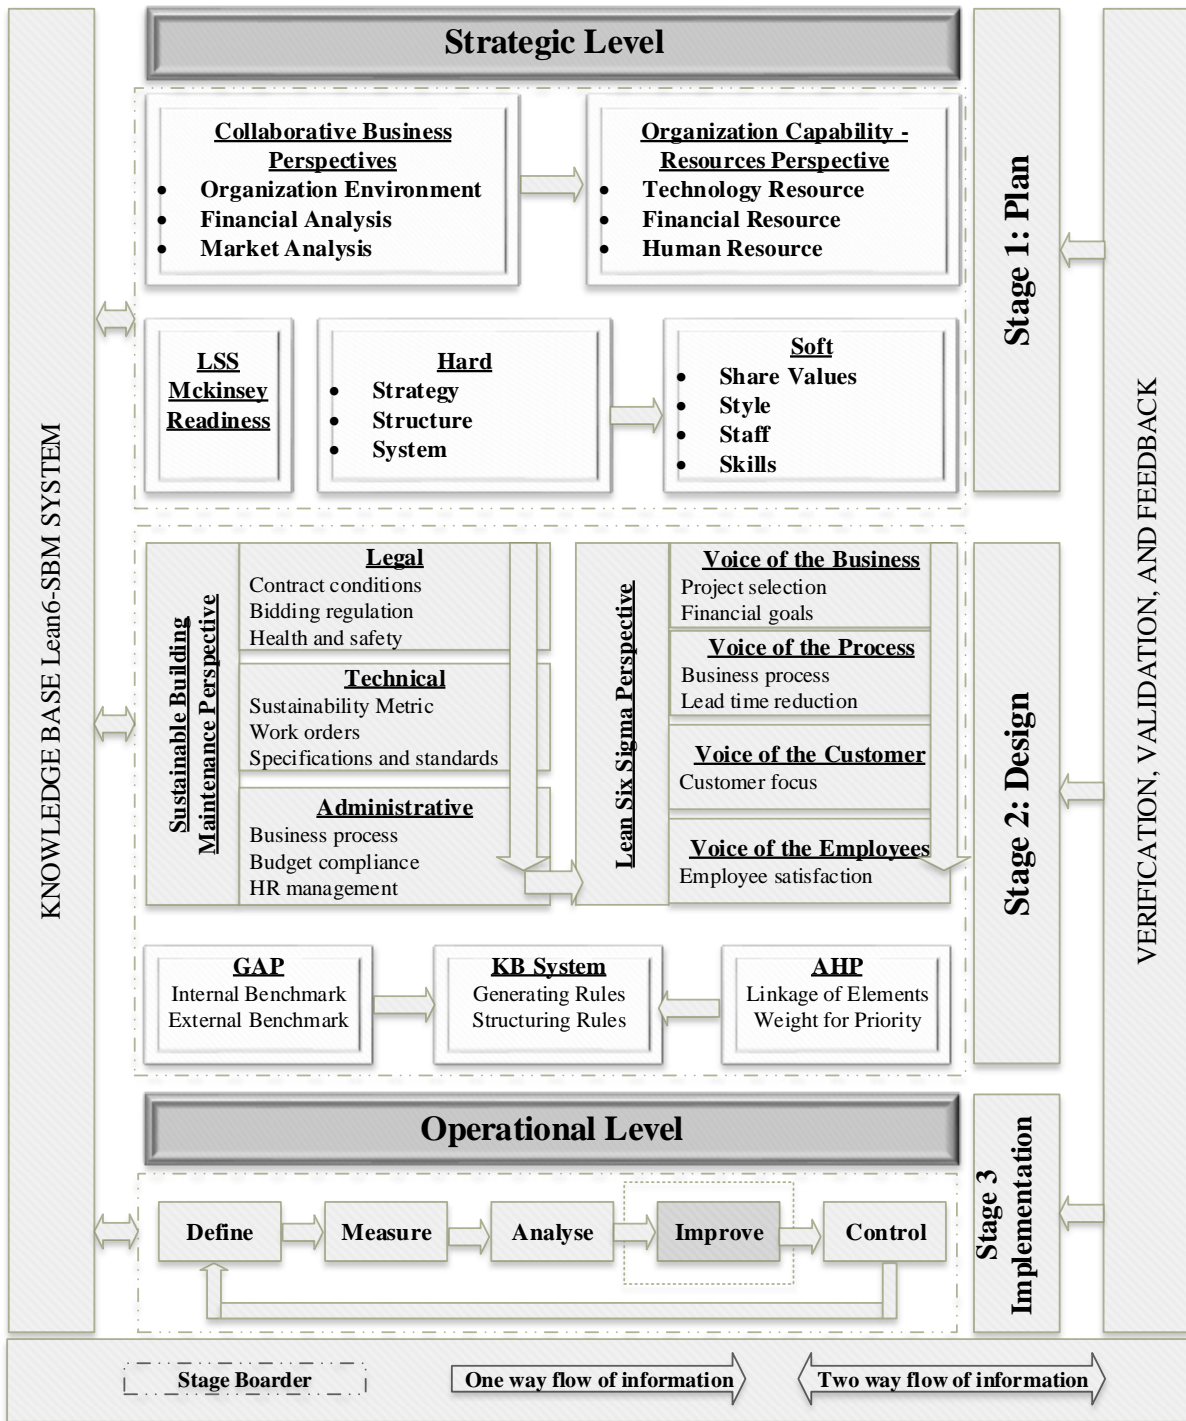 Strategic Level
KNOWLEDGE BASE Lean6-SBM SYSTEM
VERIFICATION, VALIDATION, AND FEEDBACK
Stage 1: Plan
Collaborative Business
Perspectives
• Organization Environment
• Financial Analysis
• Market Analysis
Organization Capability -
Resources Perspective
• Technology Resource
• Financial Resource
• Human Resource
LSS
Mckinsey
Readiness
Hard
• Strategy
• Structure
• System
Soft
• Share Values
• Style
• Staff
• Skills
Stage 2: Design
Sustainable Building
Maintenance Perspective
Legal
Contract conditions
Bidding regulation
Health and safety
Technical
Sustainability Metric
Work orders
Specifications and standards
Administrative
Business process
Budget compliance
HR management
Lean Six Sigma Perspective
Voice of the Business
Project selection
Financial goals
Voice of the Process
Business process
Lead time reduction
Voice of the Customer
Customer focus
Voice of the Employees
Employee satisfaction
GAP
Internal Benchmark
External Benchmark
KB System
Generating Rules
Structuring Rules
AHP
Linkage of Elements
Weight for Priority
Operational Level
Stage 3
Implementation
Define
Measure
Analyse
Improve
Control
Stage Boarder
One way flow of information
Two way flow of information